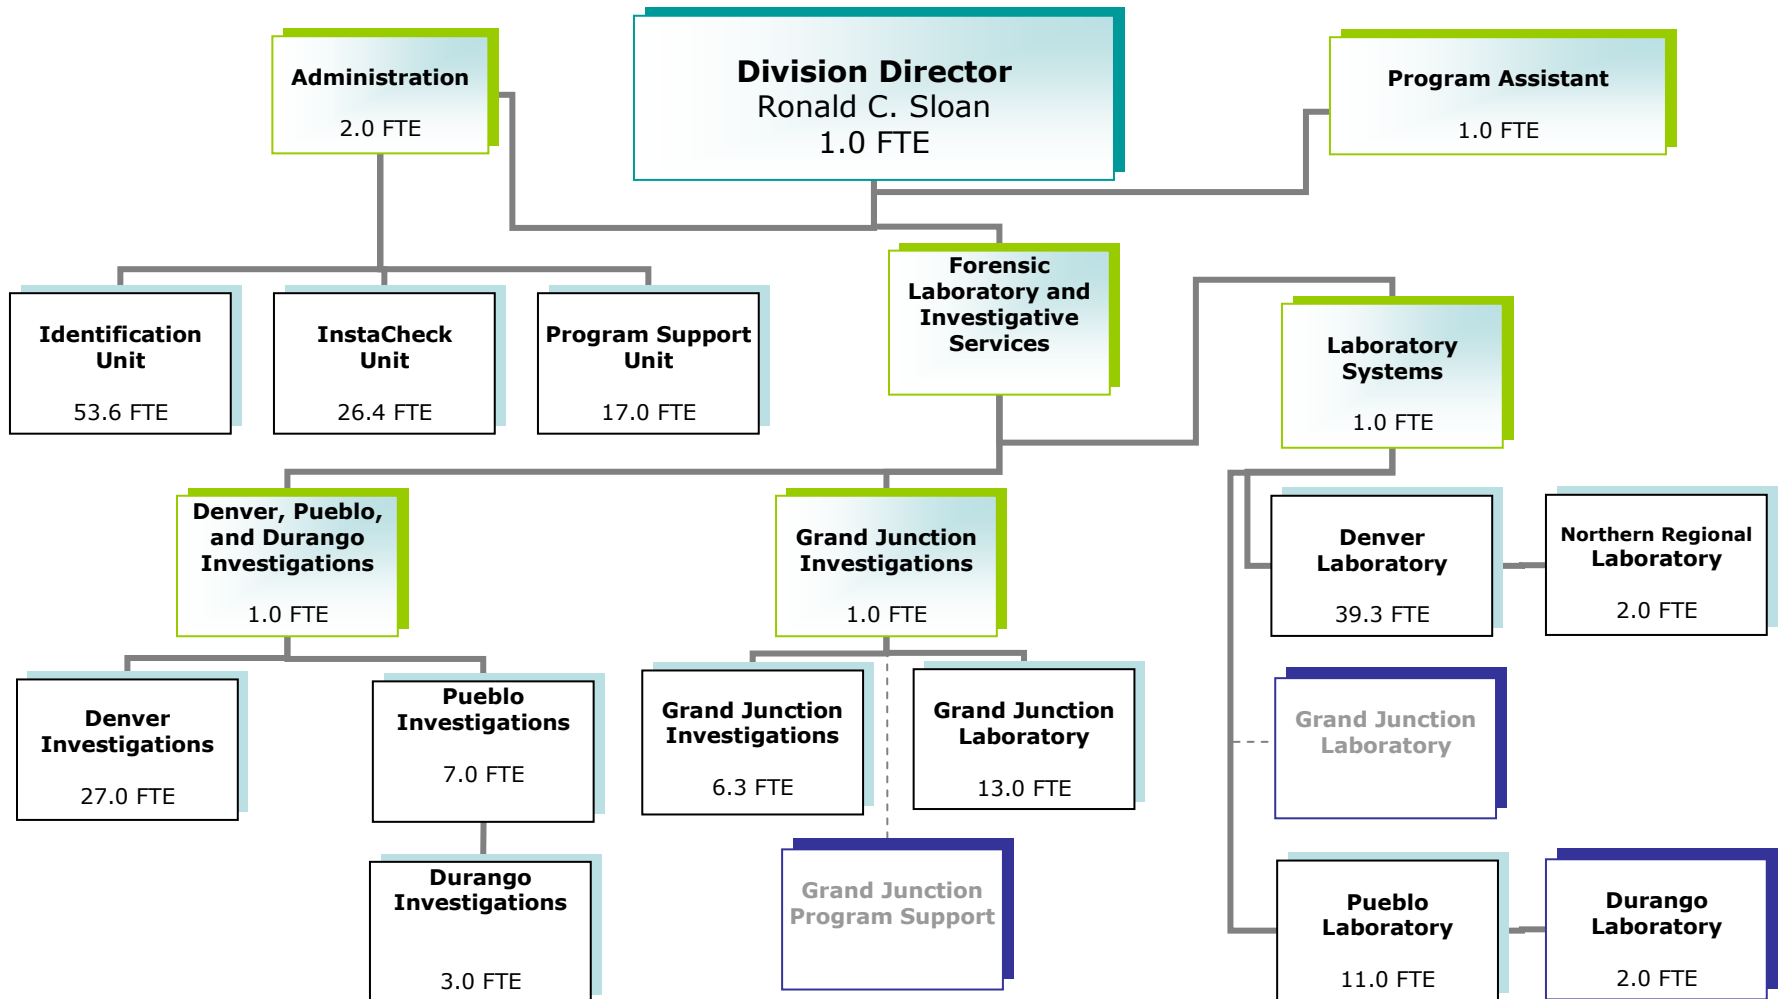 Administration
2.0 FTE
Division Director
Ronald C. Sloan
1.0 FTE
Program Assistant
1.0 FTE
Identification
Unit
53.6 FTE
InstaCheck
Unit
26.4 FTE
Program Support
Unit
17.0 FTE
Forensic
Laboratory and
Investigative
Services
Laboratory
Systems
1.0 FTE
Denver, Pueblo,
and Durango
Investigations
1.0 FTE
Grand Junction
Investigations
1.0 FTE
Denver
Laboratory
39.3 FTE
Northern Regional
Laboratory
2.0 FTE
Denver
Investigations
27.0 FTE
Pueblo
Investigations
7.0 FTE
Grand Junction
Investigations
6.3 FTE
Grand Junction
Laboratory
13.0 FTE
Grand Junction
Laboratory
Durango
Investigations
3.0 FTE
Grand Junction
Program Support
Pueblo
Laboratory
11.0 FTE
Durango
Laboratory
2.0 FTE